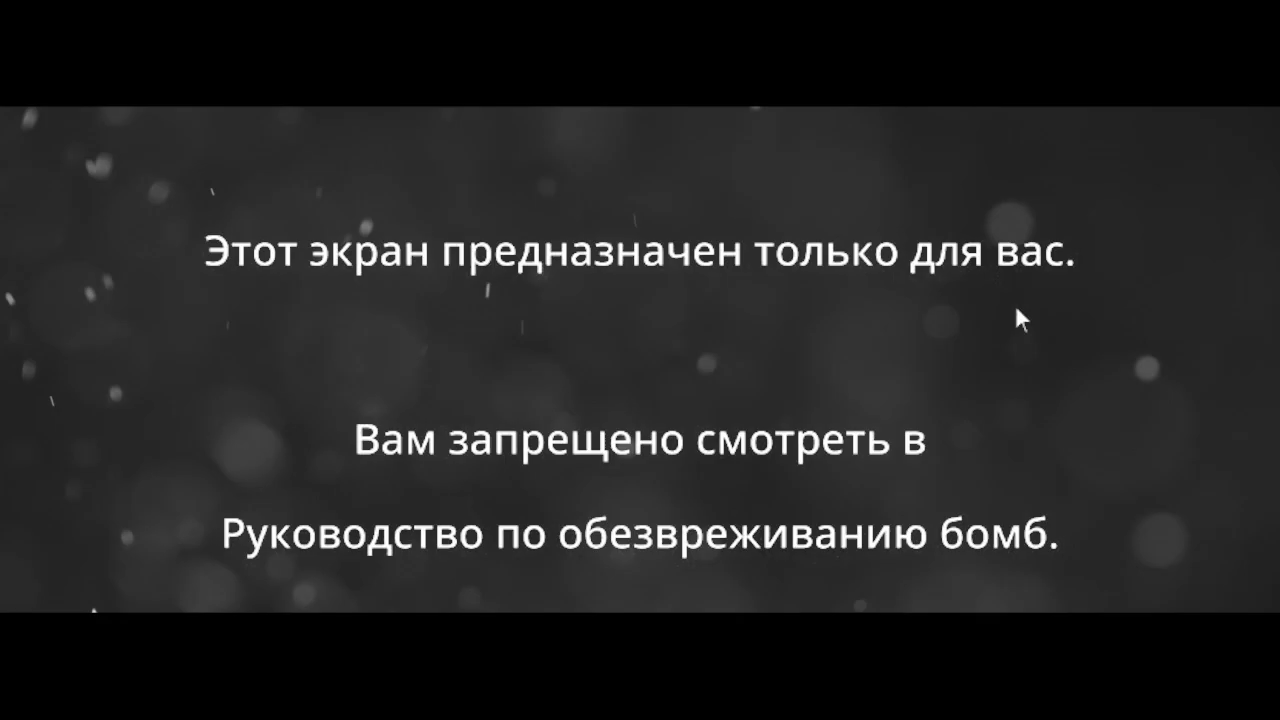 Этот экран предназначен только для вас.
Вам запрещено смотреть в
Руководство по обезвреживанию бомб.